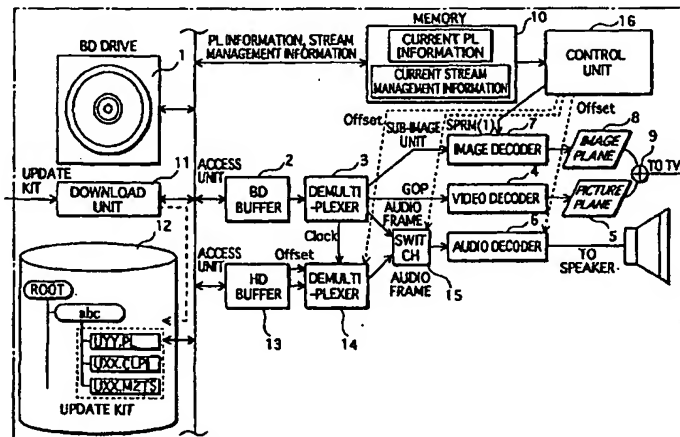 BD DRIVE
1
PL INFORMATION, STREAM
MANAGEMENT INFORMATION
MEMORY
10
CURRENT PL
INFORMATION
CURRENT STREAM
MANAGEMENT INFORMATION
16
CONTROL
UNIT
Offset
Offset
SUB-IMAGE
UNIT
SPRM(1)
7
IMAGE DECODER
8
IMAGE
PLANE
9
TO TV
UPDATE
KIT
11
DOWNLOAD
UNIT
ACCESS
UNIT
2
BD
BUFFER
3
DEMULTI
-PLEXER
GOP
4
VIDEO DECODER
PICTURE
PLANE
5
AUDIO
FRAME
6
AUDIO DECODER
TO
SPEAKER
SWIT
CH
15
AUDIO
FRAME
Clock
12
ROOT
abc
UYY.PL
UXX.CLPI
UXX.M2TS
UPDATE KIT
ACCESS
UNIT
HD
BUFFER
13
Offset
DEMULTI
-PLEXER
14